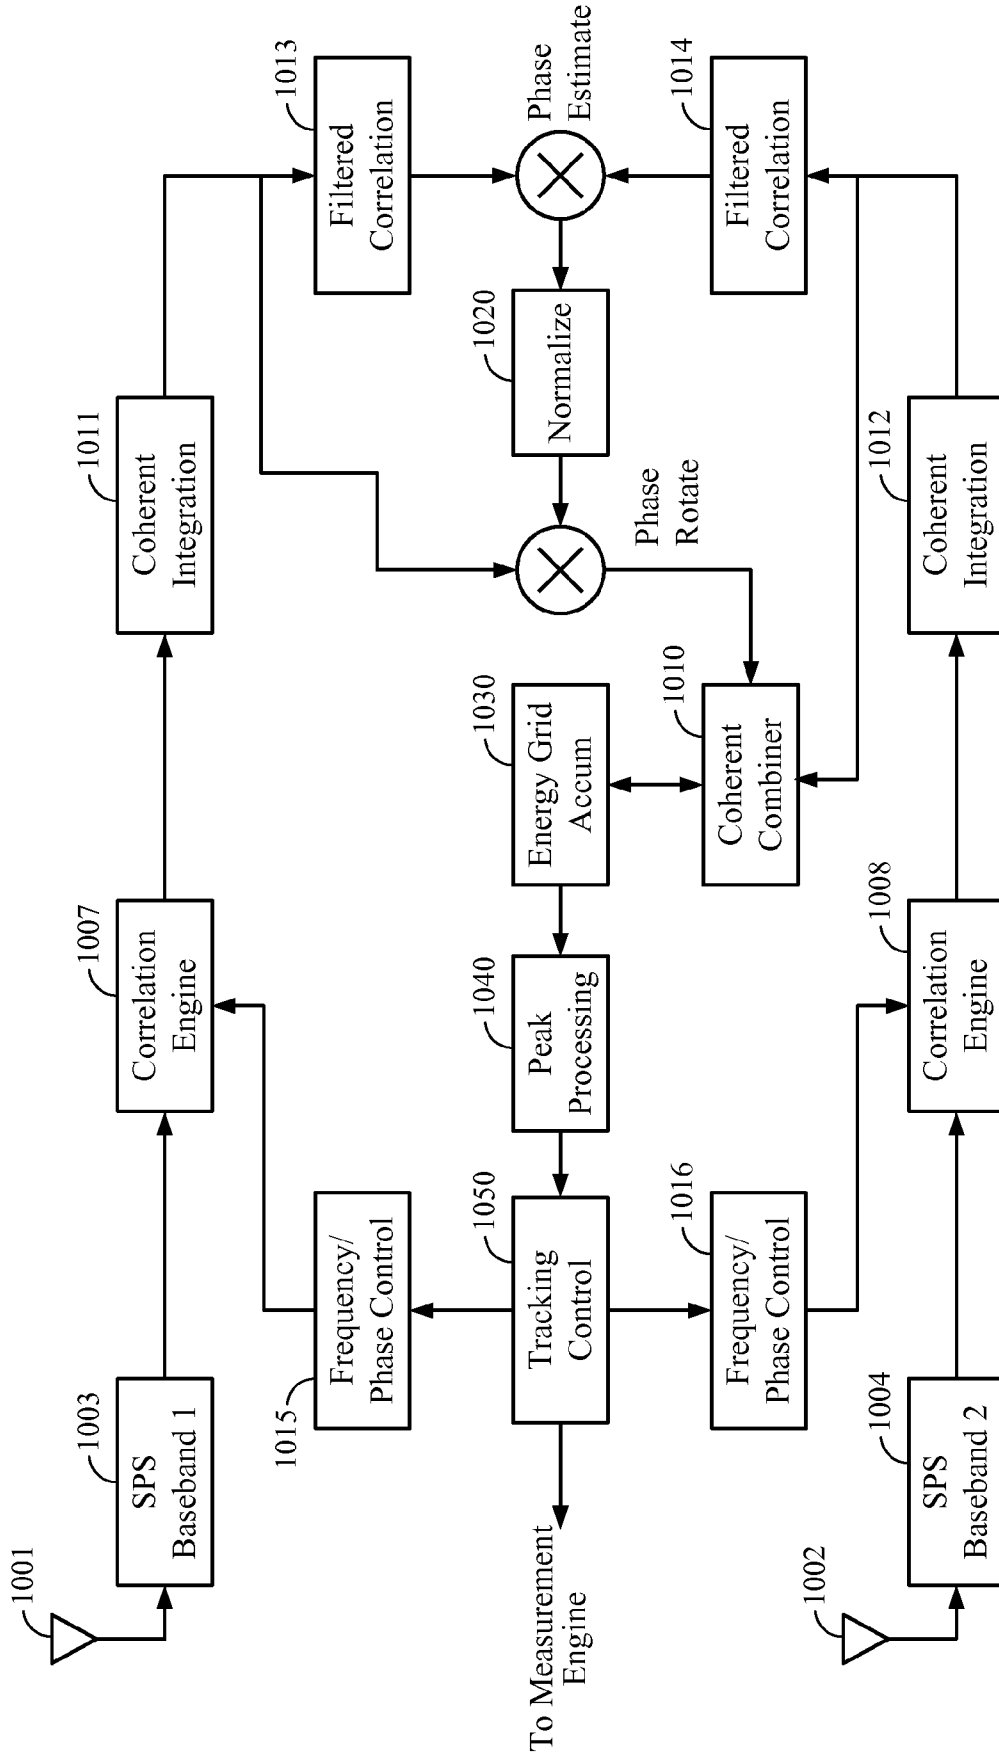 1001
1003
SPS
Baseband 1
1007
Correlation
Engine
1011
Coherent
Integration
1013
Filtered
Correlation
1015
Frequency/
Phase Control
To Measurement
Engine
1050
Tracking
Control
1040
Peak
Processing
1030
Energy Grid
Accum
1020
Normalize
Phase
Estimate
Phase
Rotate
1010
Coherent
Combiner
1016
Frequency/
Phase Control
1014
Filtered
Correlation
1002
1004
SPS
Baseband 2
1008
Correlation
Engine
1012
Coherent
Integration